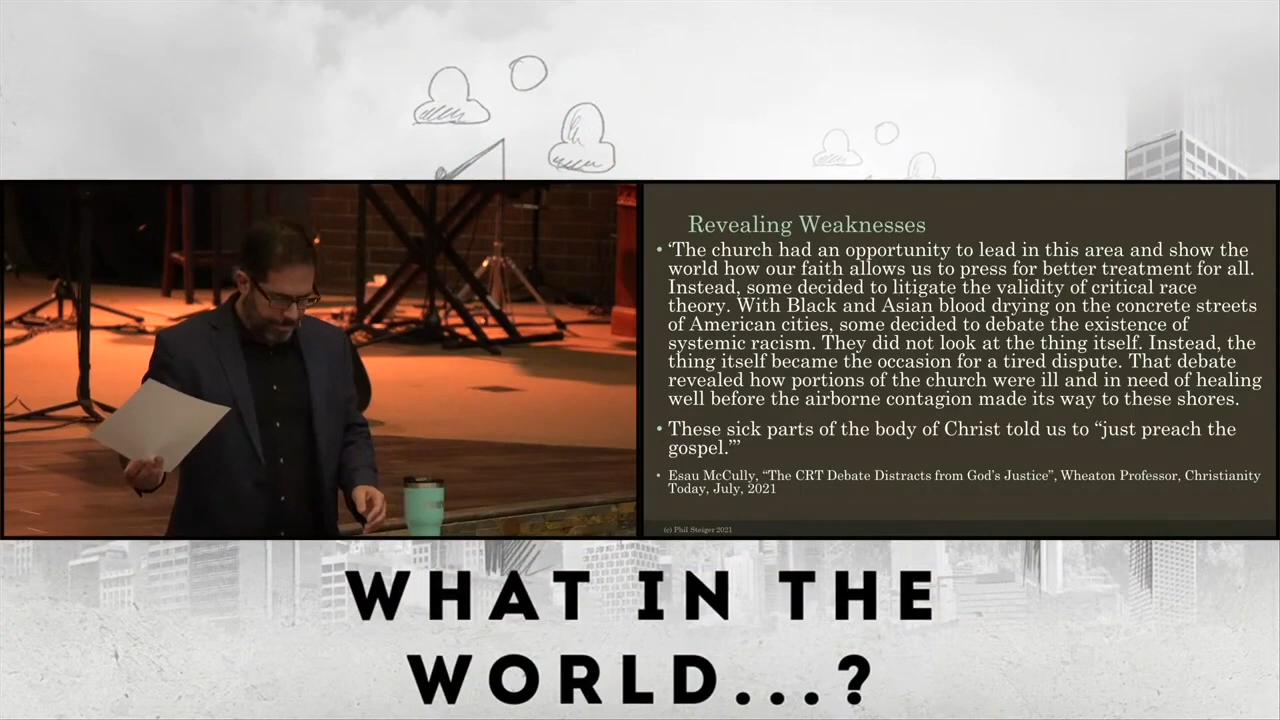 Revealing Weaknesses
• ‘The church had an opportunity to lead in this area and show the
world how our faith allows us to press for better treatment for all.
Instead, some decided to litigate the validity of critical race
theory. With Black and Asian blood drying on the concrete streets
of American cities, some decided to debate the existence of
systemic racism. They did not look at the thing itself. Instead, the
thing itself became the occasion for a tired dispute. That debate
revealed how portions of the church were ill and in need of healing
well before the airborne contagion made its way to these shores.
• These sick parts of the body of Christ told us to “just preach the
gospel.”’
• Esau McCully, “The CRT Debate Distracts from God’s Justice”, Wheaton Professor, Christianity
Today, July, 2021
(c) Phil Steiger 2021
WHAT IN THE
WORLD...?